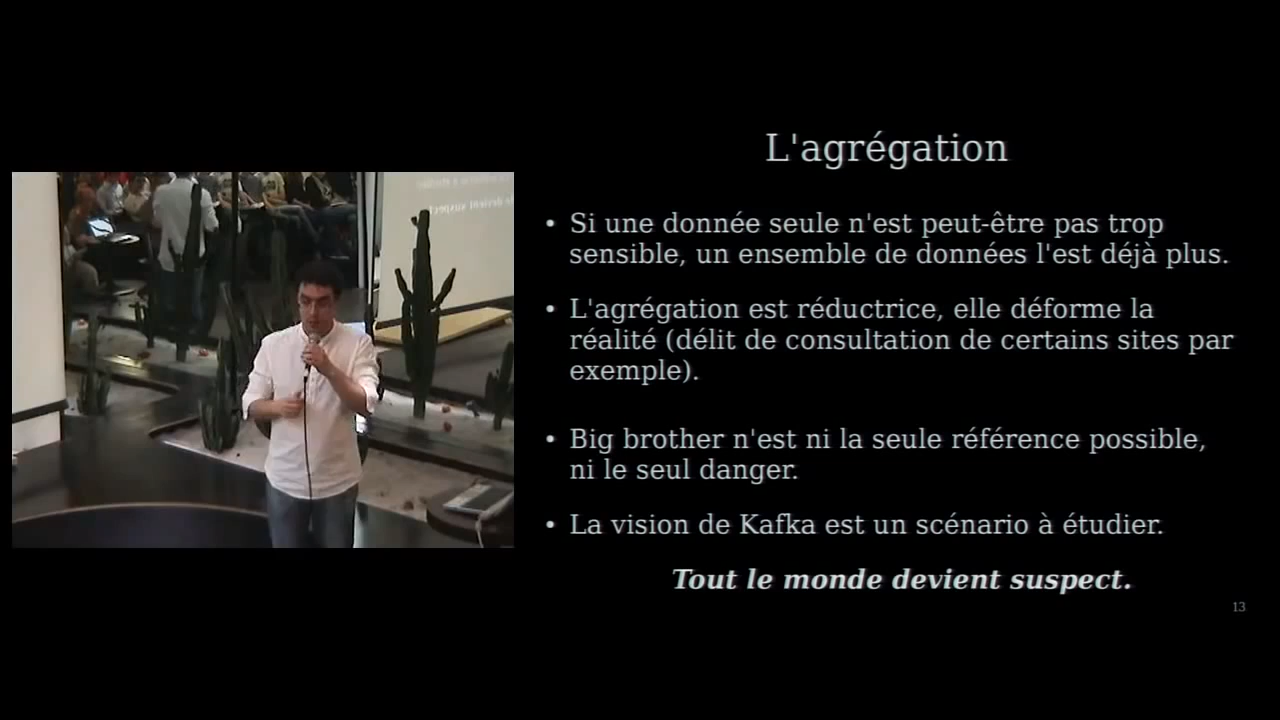 L'agrégation
• Si une donnée seule n'est peut-être pas trop
sensible, un ensemble de données l'est déjà plus.
• L'agrégation est réductrice, elle déforme la
réalité (délit de consultation de certains sites par
exemple).
• Big brother n'est ni la seule référence possible,
ni le seul danger.
• La vision de Kafka est un scénario à étudier.
Tout le monde devient suspect.
13